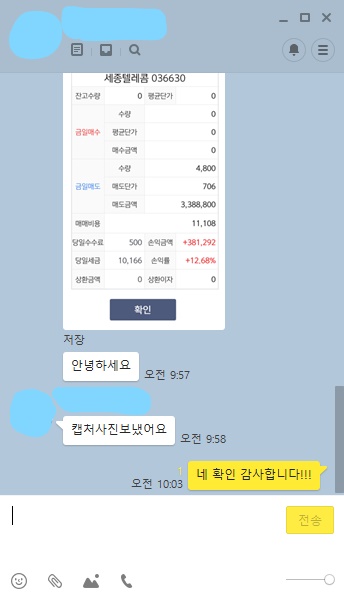 세종텔레콤 036630
잔고수량 0 평균단가 0
금일매수 수량 0
평균단가 0
매수금액 0
금일매도 수량 4,800
매도단가 706
매도금액 3,388,800
매매비용 11,108
당일수수료 500 손익금액 +381,292
당일세금 10,166 손익률 +12.68%
상환금액 0 상환이자 0
확인
저장
안녕하세요
오전 9:57
캡처사진보냈어요
오전 9:58
1
오전 10:03
네 확인 감사합니다!!!
전송